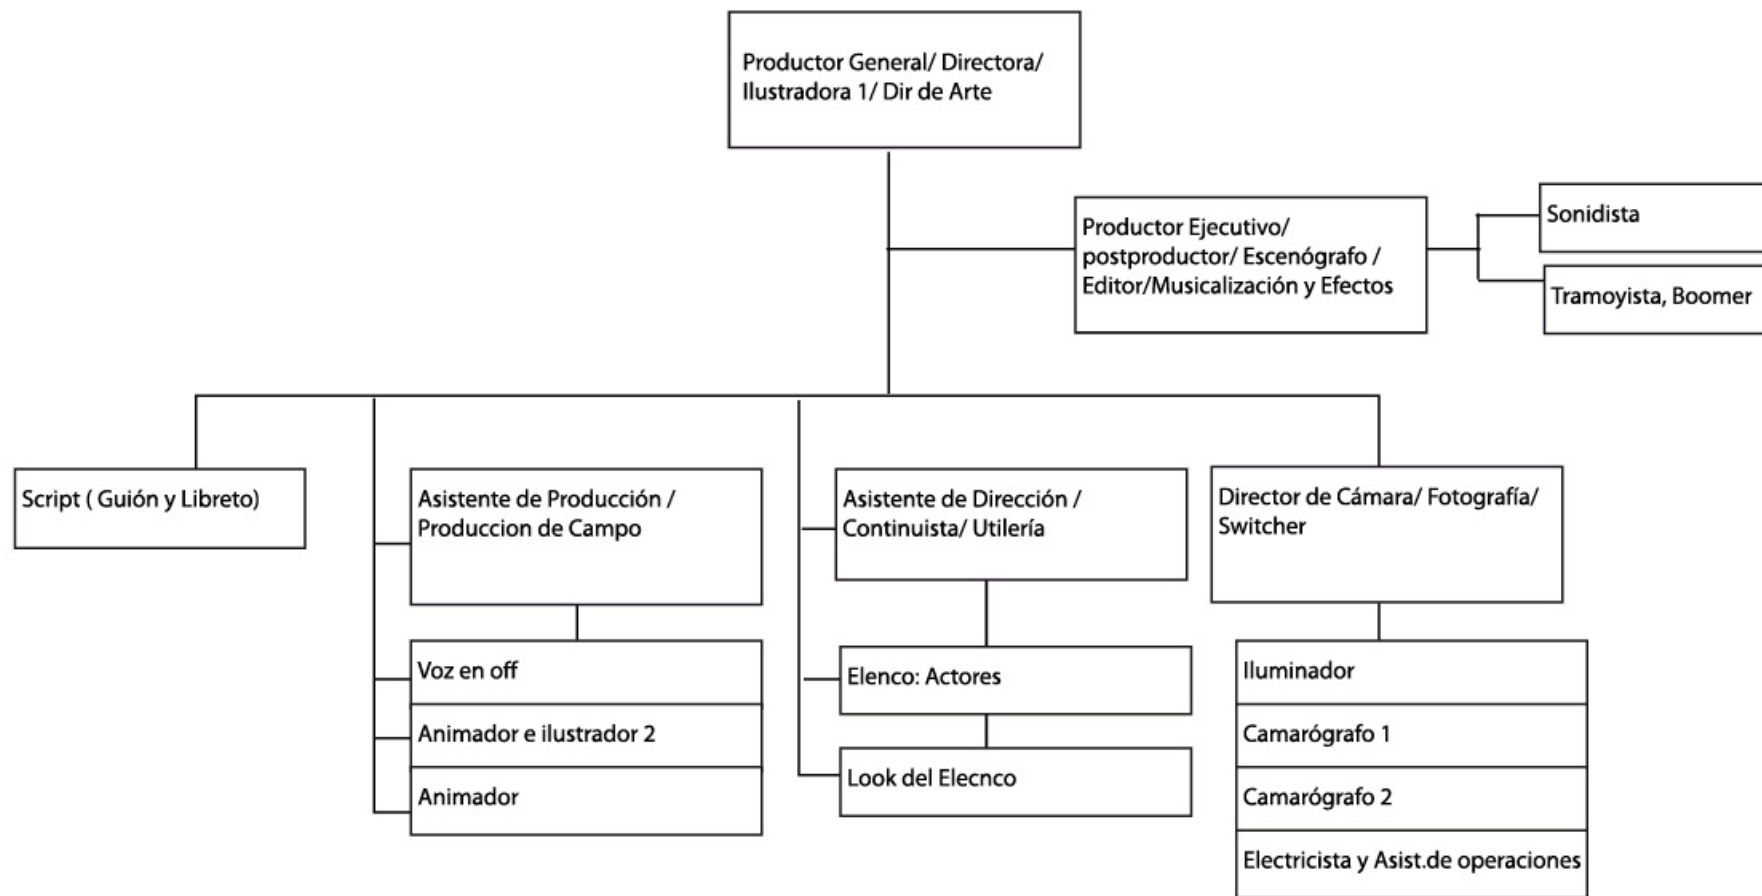 Productor General/ Directora/
Ilustradora 1/ Dir de Arte
Productor Ejecutivo/
postproductor/ Escenógrafo /
Editor/Musicalización y Efectos
Sonidista
Tramoyista, Boomer
Script ( Guión y Libreto)
Asistente de Producción /
Produccion de Campo
Voz en off
Animador e ilustrador 2
Animador
Asistente de Dirección /
Continuista/ Utilería
Elenco: Actores
Look del Elecnco
Director de Cámara/ Fotografía/
Switcher
Iluminador
Camarógrafo 1
Camarógrafo 2
Electricista y Asist.de operaciones